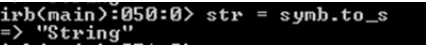 irb(main):050:0> str = symb.to_s
=> "String"